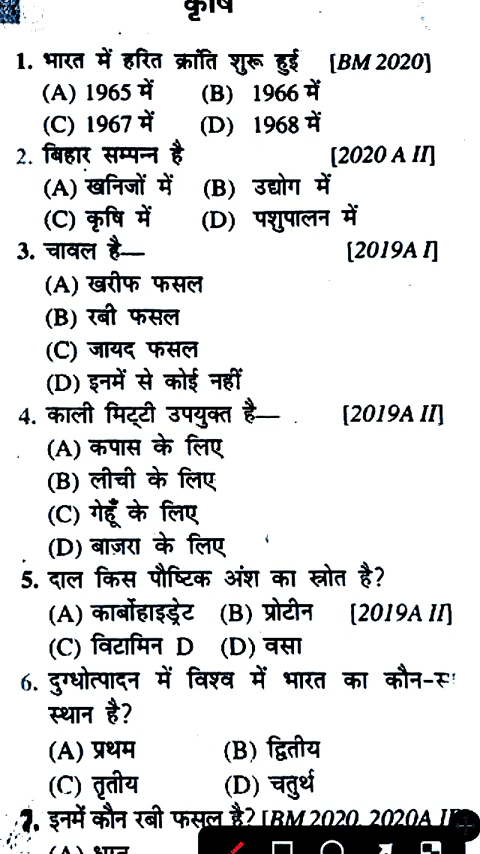 कृषि
1. भारत में हरित क्रांति शुरू हुई [BM 2020]
(A) 1965 में (B) 1966 में
(C) 1967 में (D) 1968 में
2. बिहार सम्पन्न है [2020 A II]
(A) खनिजों में (B) उद्योग में
(C) कृषि में (D) पशुपालन में
3. चावल है— [2019A I]
(A) खरीफ फसल
(B) रबी फसल
(C) जायद फसल
(D) इनमें से कोई नहीं
4. काली मिट्टी उपयुक्त है— [2019A II]
(A) कपास के लिए
(B) लीची के लिए
(C) गेहूँ के लिए
(D) बाज़रा के लिए
5. दाल किस पौष्टिक अंश का स्रोत है?
(A) कार्बोहाइड्रेट (B) प्रोटीन [2019A II]
(C) विटामिन D (D) वसा
6. दुग्धोत्पादन में विश्व में भारत का
स्थान है?
(A) प्रथम (B) द्वितीय
(C) तृतीय (D) चतुर्थ
7. इनमें कौन रबी फसल है? [BM 2020, 2020A